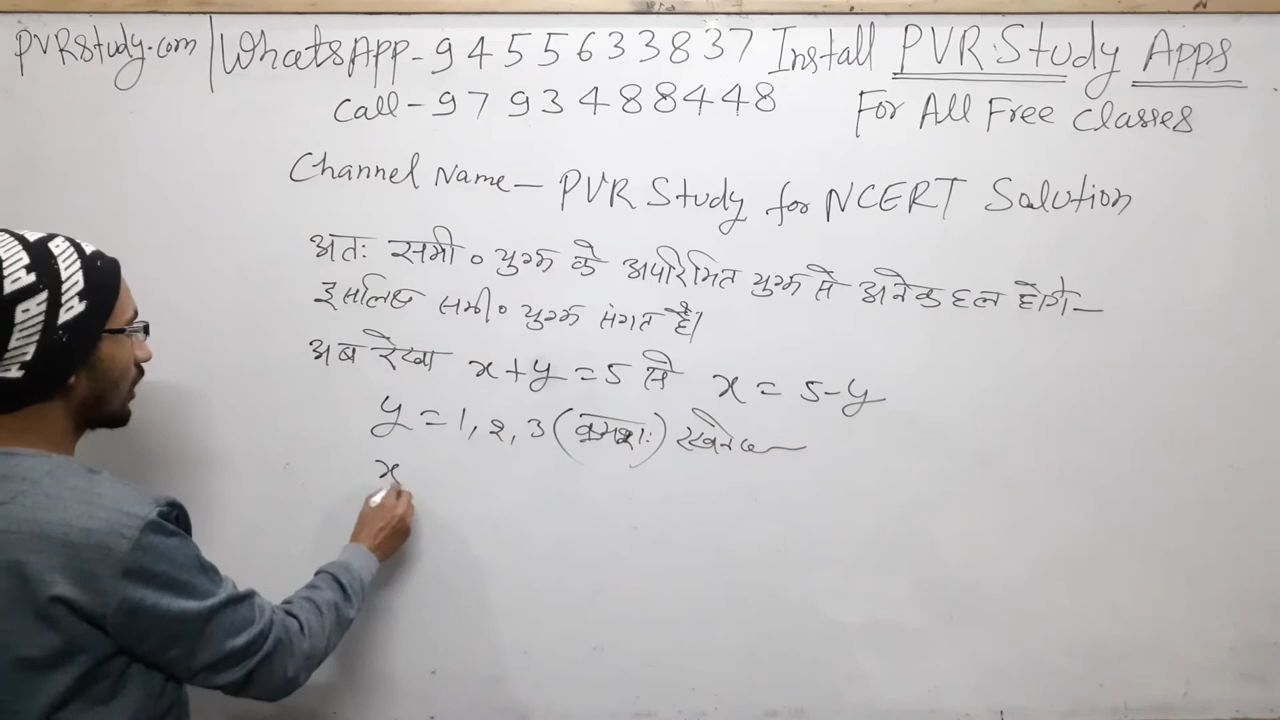 PVRStudy.com | WhatsApp - 9455633837 Install PVR Study Apps
Call - 9793488448 For All Free Classes
Channel Name - PVR Study for NCERT Solution
अतः समी० युग्म के अपरिमित युग्म से अनेक हल होंगे -
इसलिए समी० युग्म संगत है।
अब रेखा x + y = 5 से x = 5 - y
y = 1, 2, 3 (क्रमशः) रखने
x